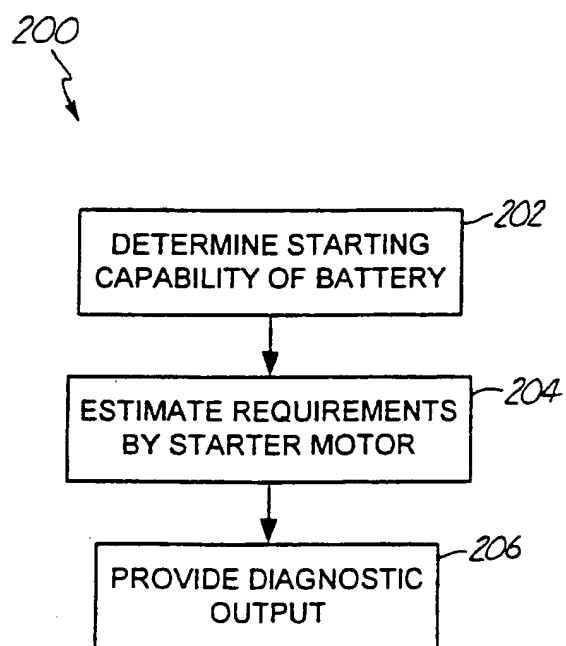 200
202
DETERMINE STARTING
CAPABILITY OF BATTERY
204
ESTIMATE REQUIREMENTS
BY STARTER MOTOR
206
PROVIDE DIAGNOSTIC
OUTPUT